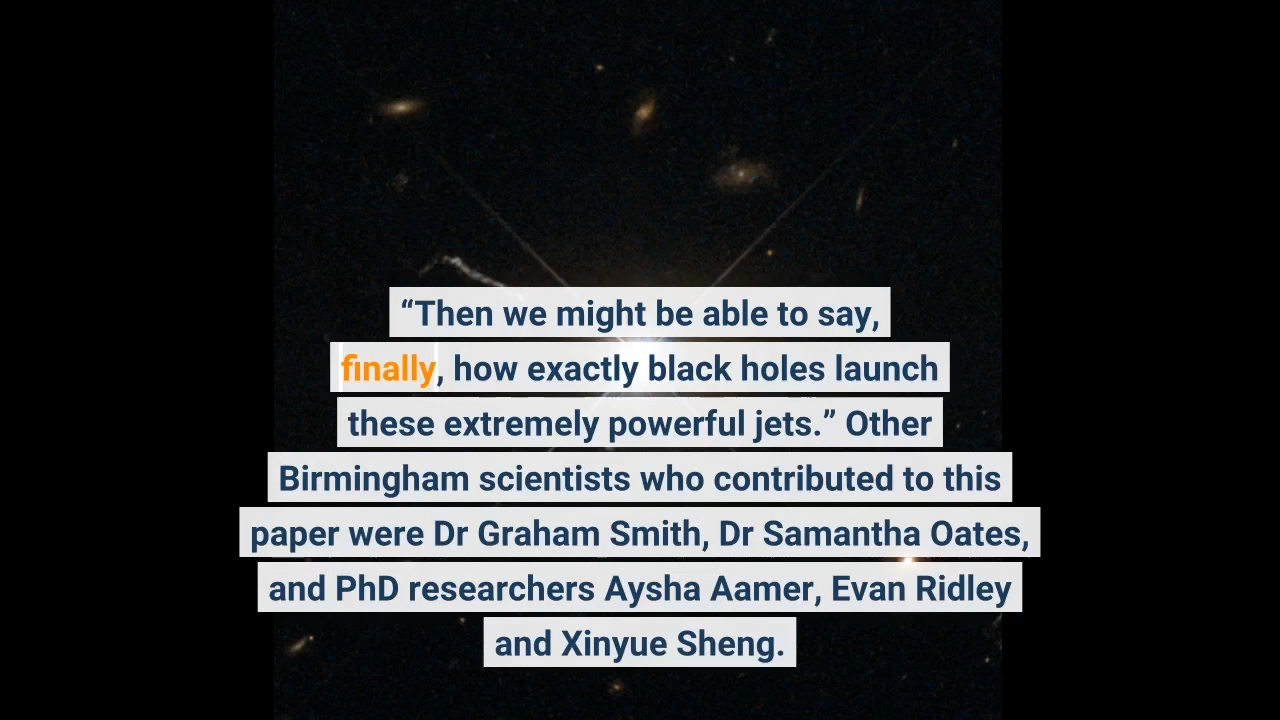 “Then we might be able to say,
finally, how exactly black holes launch
these extremely powerful jets.” Other
Birmingham scientists who contributed to this
paper were Dr Graham Smith, Dr Samantha Oates,
and PhD researchers Aysha Aamer, Evan Ridley
and Xinyue Sheng.